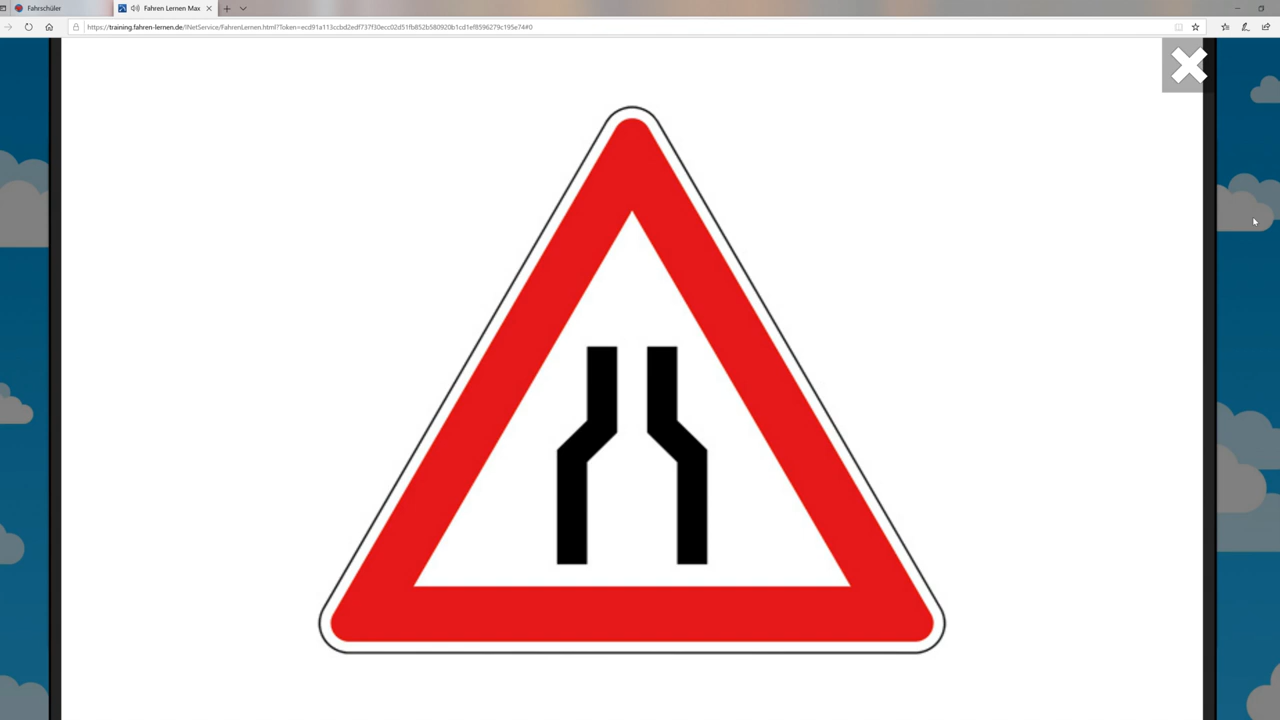 Fahrschüler
Fahren Lernen Max
https://training.fahren-lernen.de/INetService/FahrenLernen.html?Token=ecd91a113ccbd2edf737f30ecc02d51fb852b580920b1cd1ef8596279c195e74#0